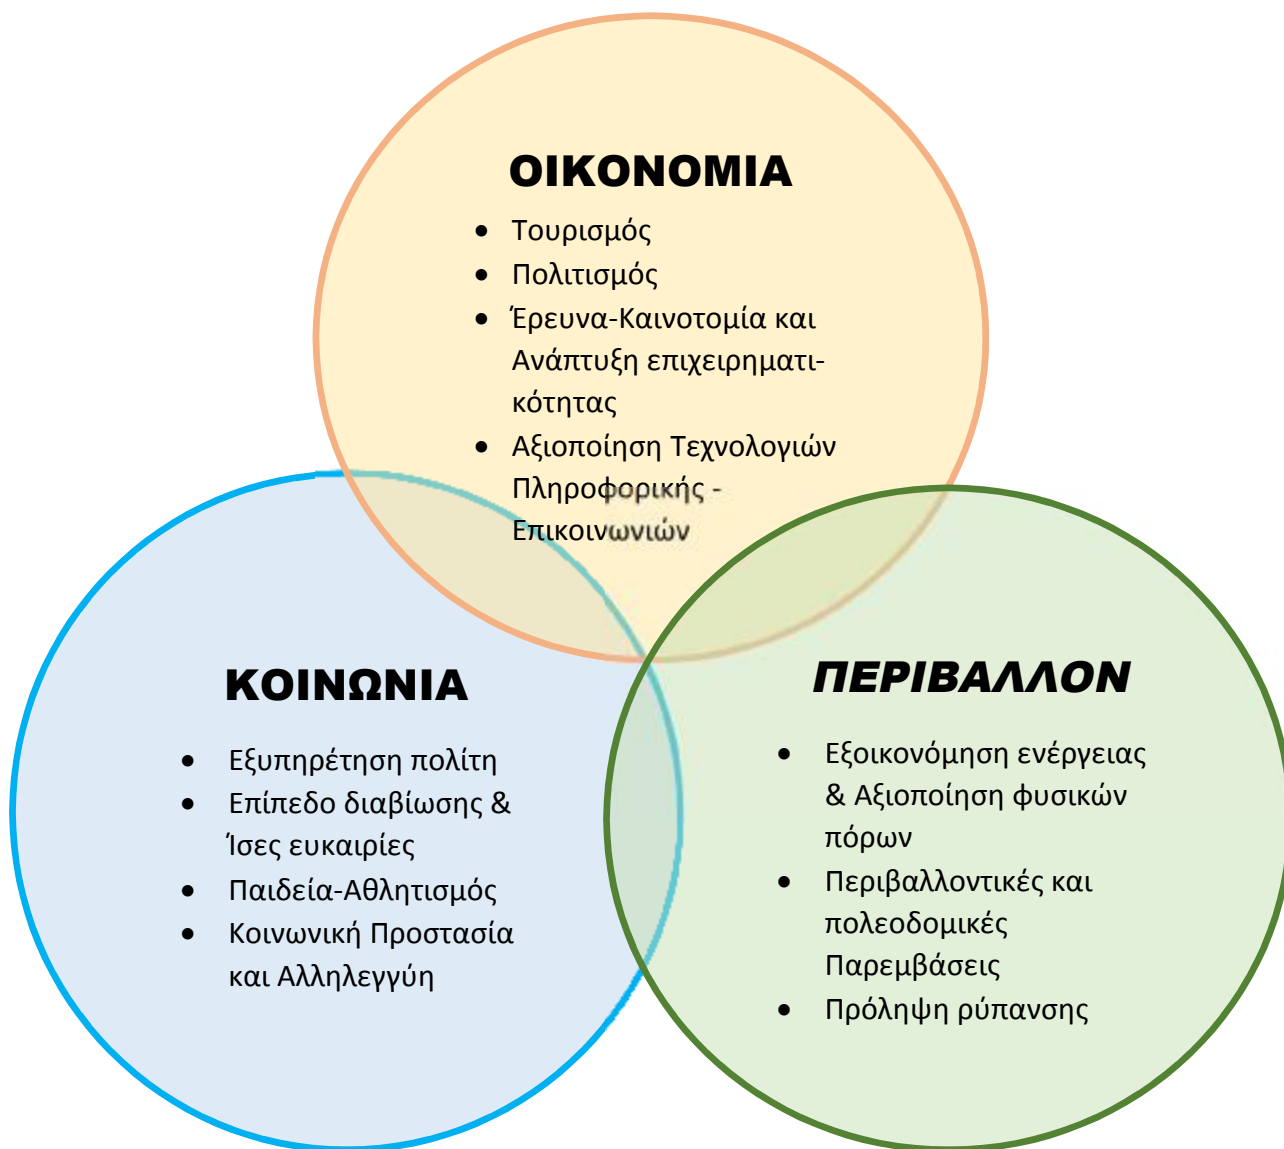 ΟΙΚΟΝΟΜΙΑ
• Τουρισμός
• Πολιτισμός
• Έρευνα-Καινοτομία και
Ανάπτυξη επιχειρηματι-
κότητας
• Αξιοποίηση Τεχνολογιών
Πληροφορικής -
Επικοινωνιών
ΚΟΙΝΩΝΙΑ
• Εξυπηρέτηση πολίτη
• Επίπεδο διαβίωσης &
Ίσες ευκαιρίες
• Παιδεία-Αθλητισμός
• Κοινωνική Προστασία
και Αλληλεγγύη
ΠΕΡΙΒΑΛΛΟΝ
• Εξοικονόμηση ενέργειας
& Αξιοποίηση φυσικών
πόρων
• Περιβαλλοντικές και
πολεοδομικές
Παρεμβάσεις
• Πρόληψη ρύπανσης